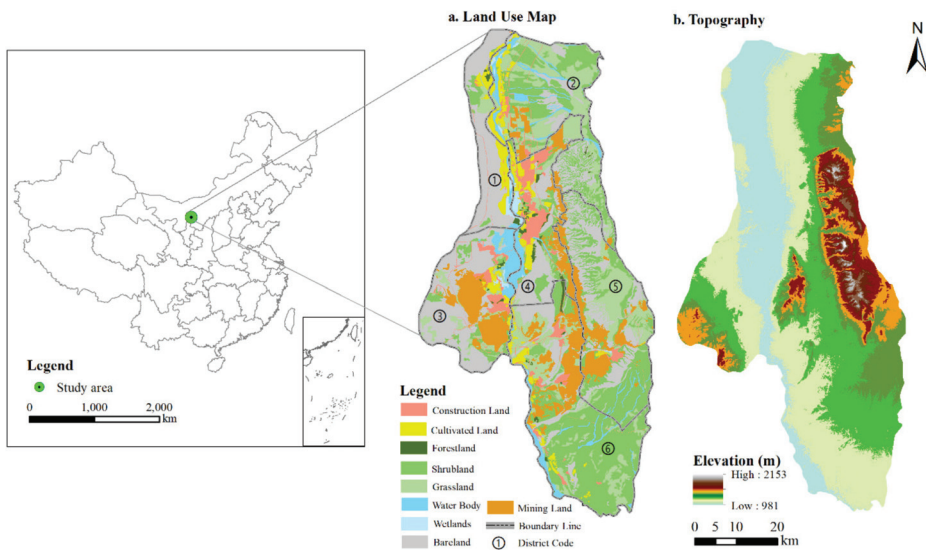 a. Land Use Map
b. Topography
N
①
②
③
④
⑤
⑥
Legend
Study area
0 1,000 2,000
km
Legend
Construction Land
Cultivated Land
Forestland
Shrubland
Grassland
Water Body
Wetlands
Bareland
Mining Land
Boundary Line
① District Code
Elevation (m)
High : 2153
Low : 981
0 5 10 20
km